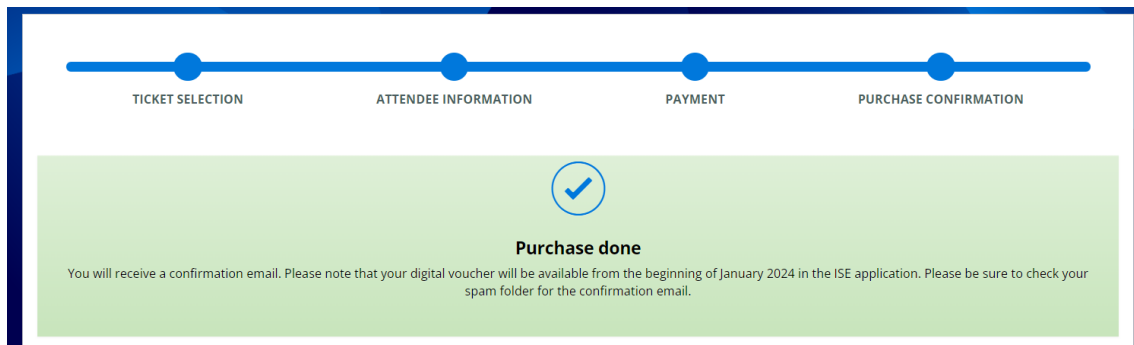 TICKET SELECTION
ATTENDEE INFORMATION
PAYMENT
PURCHASE CONFIRMATION
Purchase done
You will receive a confirmation email. Please note that your digital voucher will be available from the beginning of January 2024 in the ISE application. Please be sure to check your
spam folder for the confirmation email.